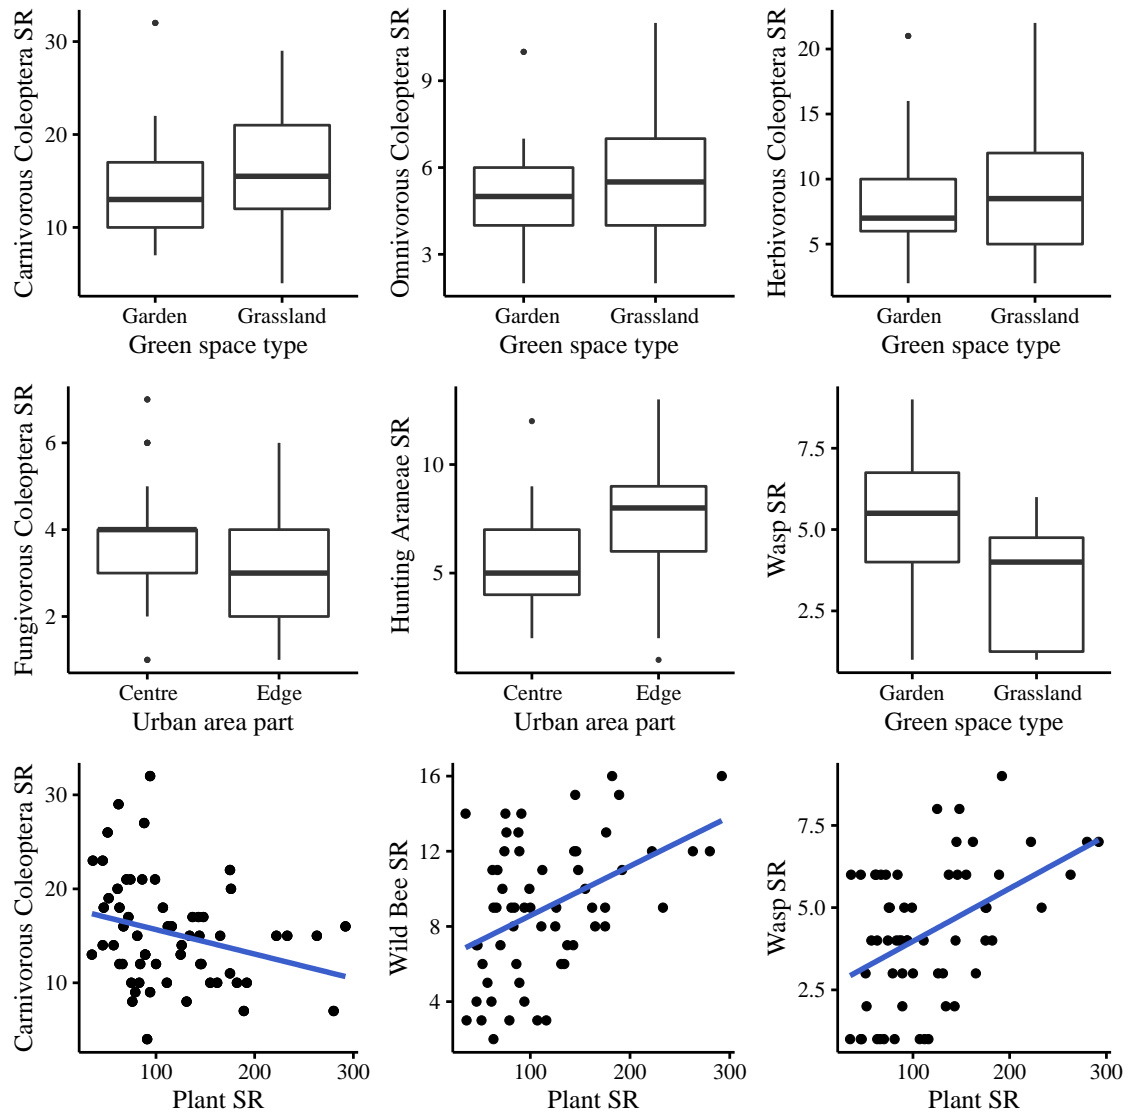 Carnivorous Coleoptera SR
30
20
10
Garden Grassland
Green space type
Omnivorous Coleoptera SR
9
6
3
Garden Grassland
Green space type
Herbivorous Coleoptera SR
20
15
10
5
Garden Grassland
Green space type
Fungivorous Coleoptera SR
6
4
2
Centre Edge
Urban area part
Hunting Araneae SR
10
5
Centre Edge
Urban area part
Wasp SR
7.5
5.0
2.5
Garden Grassland
Green space type
Carnivorous Coleoptera SR
30
20
10
100 200 300
Plant SR
Wild Bee SR
16
12
8
4
100 200 300
Plant SR
Wasp SR
7.5
5.0
2.5
100 200 300
Plant SR